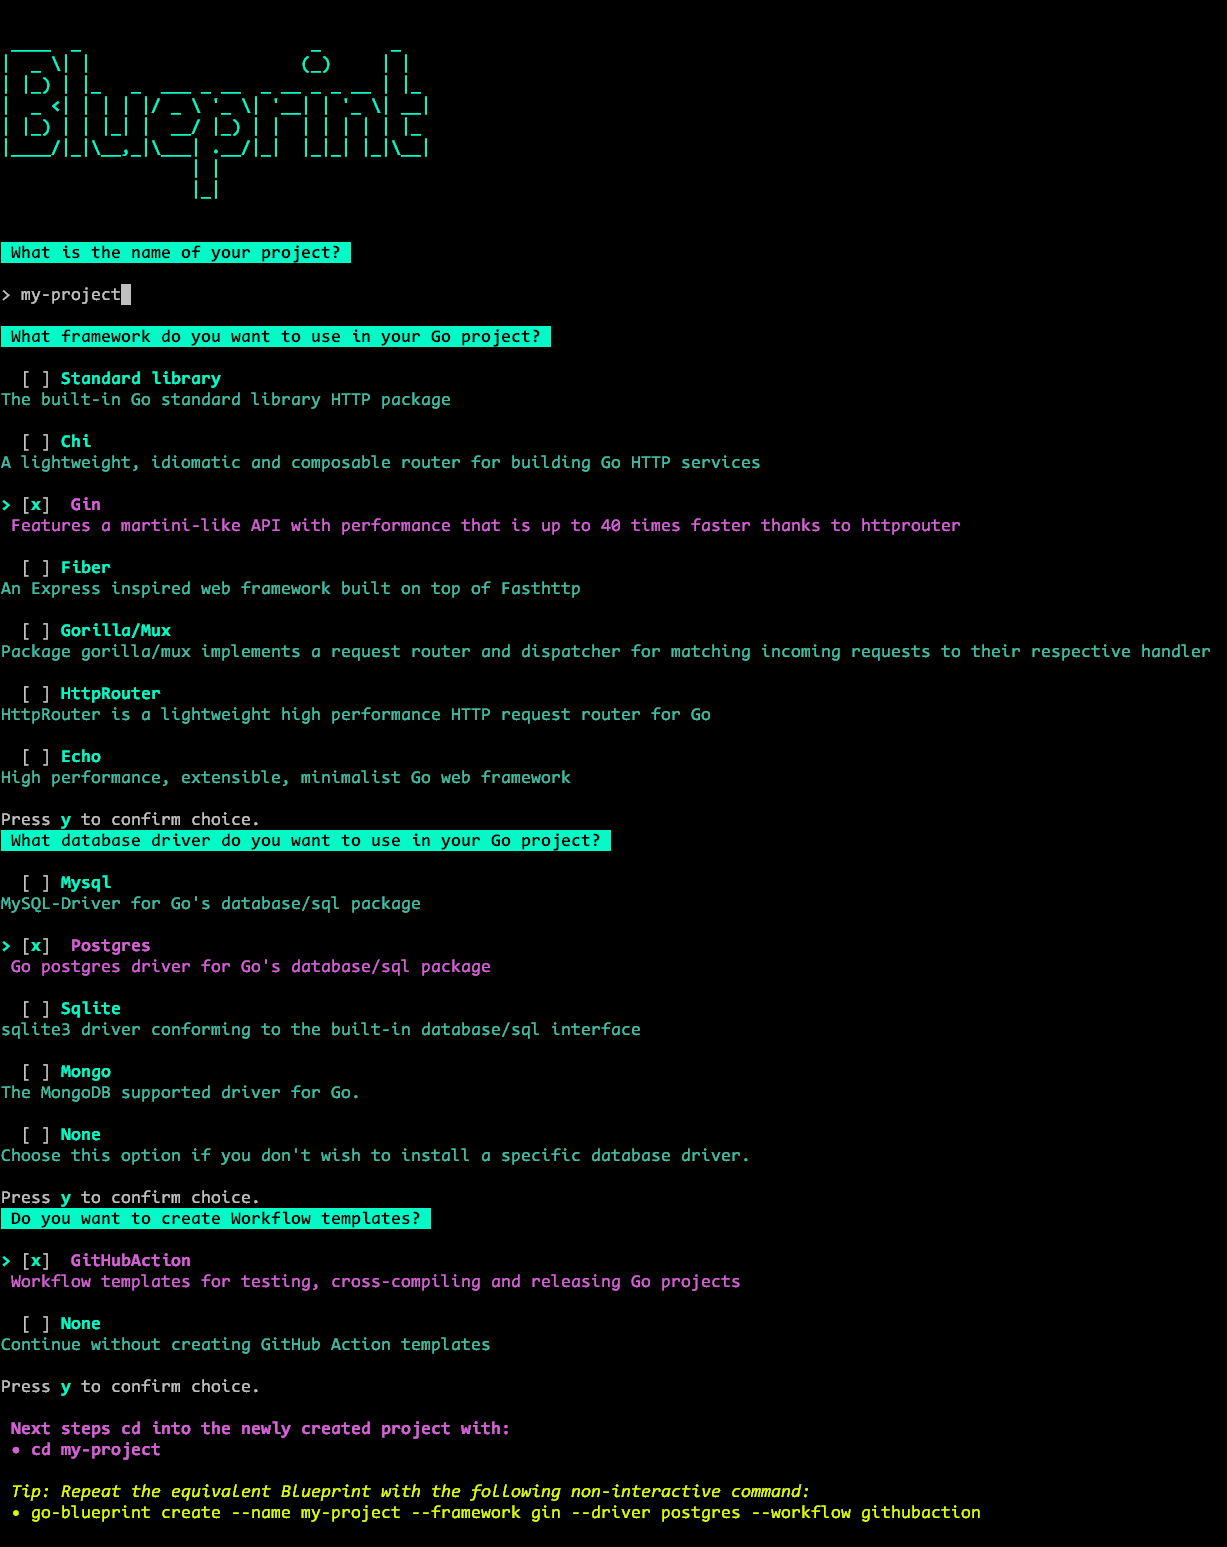 Blueprint
What is the name of your project?
> my-project
What framework do you want to use in your Go project?
[ ] Standard library
The built-in Go standard library HTTP package
[ ] Chi
A lightweight, idiomatic and composable router for building Go HTTP services
> [x] Gin
Features a martini-like API with performance that is up to 40 times faster thanks to httprouter
[ ] Fiber
An Express inspired web framework built on top of Fasthttp
[ ] Gorilla/Mux
Package gorilla/mux implements a request router and dispatcher for matching incoming requests to their respective handler
[ ] HttpRouter
HttpRouter is a lightweight high performance HTTP request router for Go
[ ] Echo
High performance, extensible, minimalist Go web framework
Press y to confirm choice.
What database driver do you want to use in your Go project?
[ ] Mysql
MySQL-Driver for Go's database/sql package
> [x] Postgres
Go postgres driver for Go's database/sql package
[ ] Sqlite
sqlite3 driver conforming to the built-in database/sql interface
[ ] Mongo
The MongoDB supported driver for Go.
[ ] None
Choose this option if you don't wish to install a specific database driver.
Press y to confirm choice.
Do you want to create Workflow templates?
> [x] GitHubAction
Workflow templates for testing, cross-compiling and releasing Go projects
[ ] None
Continue without creating GitHub Action templates
Press y to confirm choice.
Next steps cd into the newly created project with:
• cd my-project
Tip: Repeat the equivalent Blueprint with the following non-interactive command:
• go-blueprint create --name my-project --framework gin --driver postgres --workflow githubaction